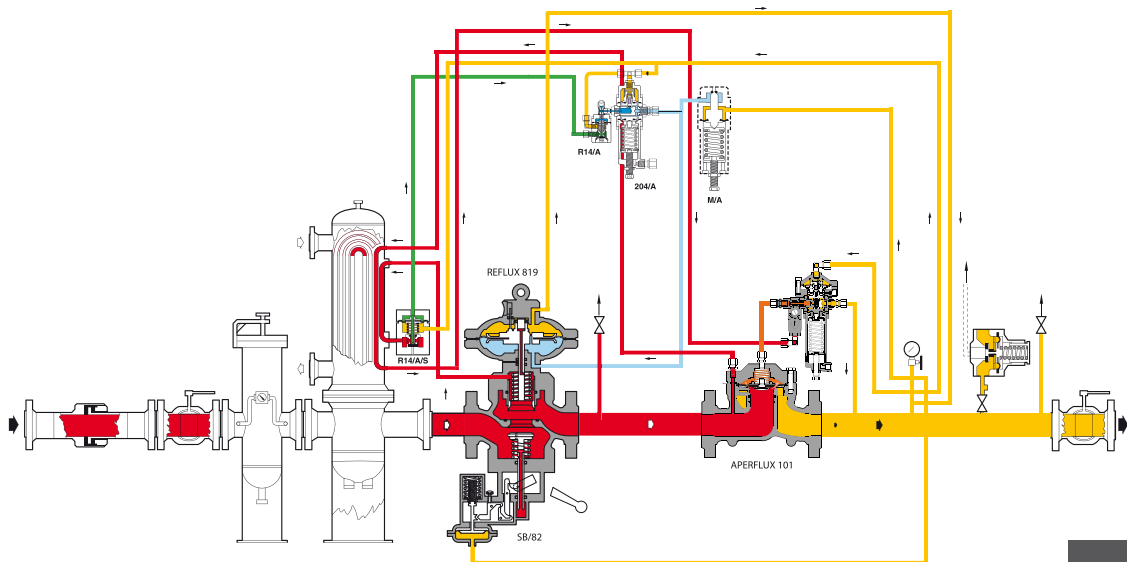 R14/A
204/A
M/A
REFLUX 819
R14/A/S
APERFLUX 101
SB/82